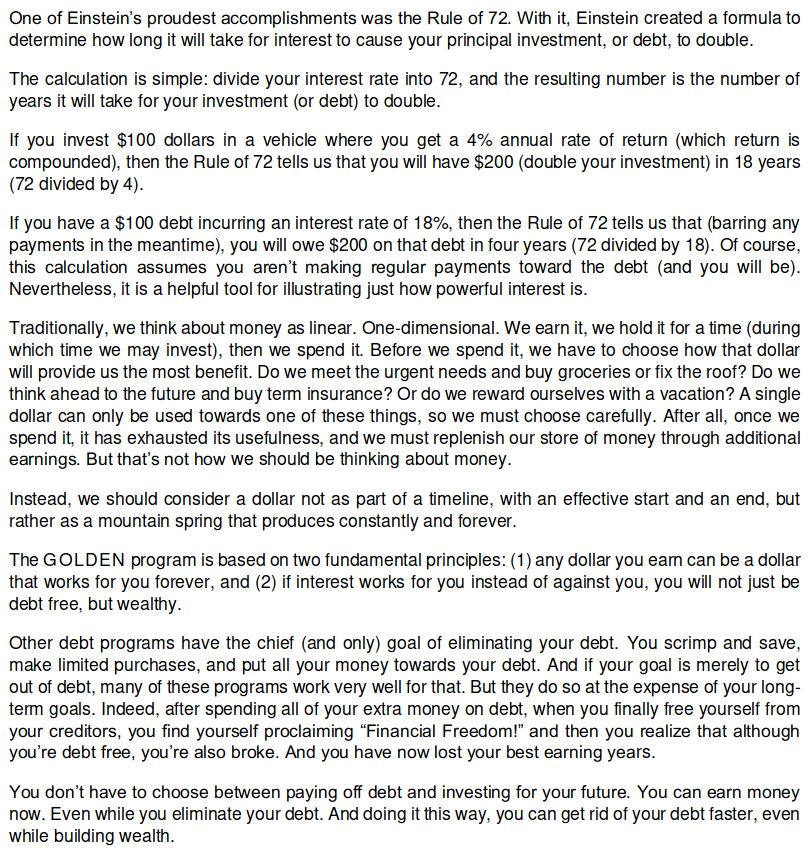 One of Einstein’s proudest accomplishments was the Rule of 72. With it, Einstein created a formula to
determine how long it will take for interest to cause your principal investment, or debt, to double.
The calculation is simple: divide your interest rate into 72, and the resulting number is the number of
years it will take for your investment (or debt) to double.
If you invest $100 dollars in a vehicle where you get a 4% annual rate of return (which return is
compounded), then the Rule of 72 tells us that you will have $200 (double your investment) in 18 years
(72 divided by 4).
If you have a $100 debt incurring an interest rate of 18%, then the Rule of 72 tells us that (barring any
payments in the meantime), you will owe $200 on that debt in four years (72 divided by 18). Of course,
this calculation assumes you aren’t making regular payments toward the debt (and you will be).
Nevertheless, it is a helpful tool for illustrating just how powerful interest is.
Traditionally, we think about money as linear. One-dimensional. We earn it, we hold it for a time (during
which time we may invest), then we spend it. Before we spend it, we have to choose how that dollar
will provide us the most benefit. Do we meet the urgent needs and buy groceries or fix the roof? Do we
think ahead to the future and buy term insurance? Or do we reward ourselves with a vacation? A single
dollar can only be used towards one of these things, so we must choose carefully. After all, once we
spend it, it has exhausted its usefulness, and we must replenish our store of money through additional
earnings. But that’s not how we should be thinking about money.
Instead, we should consider a dollar not as part of a timeline, with an effective start and an end, but
rather as a mountain spring that produces constantly and forever.
The GOLDEN program is based on two fundamental principles: (1) any dollar you earn can be a dollar
that works for you forever, and (2) if interest works for you instead of against you, you will not just be
debt free, but wealthy.
Other debt programs have the chief (and only) goal of eliminating your debt. You scrimp and save,
make limited purchases, and put all your money towards your debt. And if your goal is merely to get
out of debt, many of these programs work very well for that. But they do so at the expense of your long-
term goals. Indeed, after spending all of your extra money on debt, when you finally free yourself from
your creditors, you find yourself proclaiming “Financial Freedom!” and then you realize that although
you’re debt free, you’re also broke. And you have now lost your best earning years.
You don’t have to choose between paying off debt and investing for your future. You can earn money
now. Even while you eliminate your debt. And doing it this way, you can get rid of your debt faster, even
while building wealth.